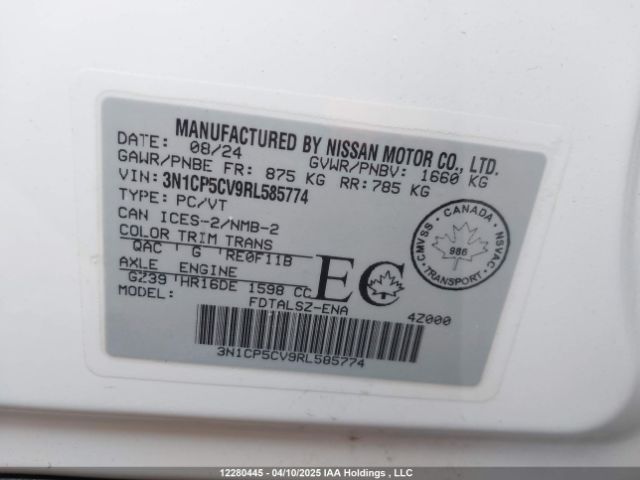 MANUFACTURED BY NISSAN MOTOR CO., LTD.
DATE: 08/24 GVWR/PNBV: 1660 KG
GAWR/PNBE FR: 875 KG RR: 785 KG
VIN: 3N1CP5CV9RL585774
TYPE: PC/VT
CAN ICES-2/NMB-2
COLOR TRIM TRANS
QAC G RE0F11B
AXLE ENGINE
GZ39 HR16DE 1598 CC
MODEL: FDTALSZ-ENA
4Z000
EC
CANADA
CMVSS NSVAC
986
TRANSPORT
3N1CP5CV9RL585774
12280445 - 04/10/2025 IAA Holdings , LLC